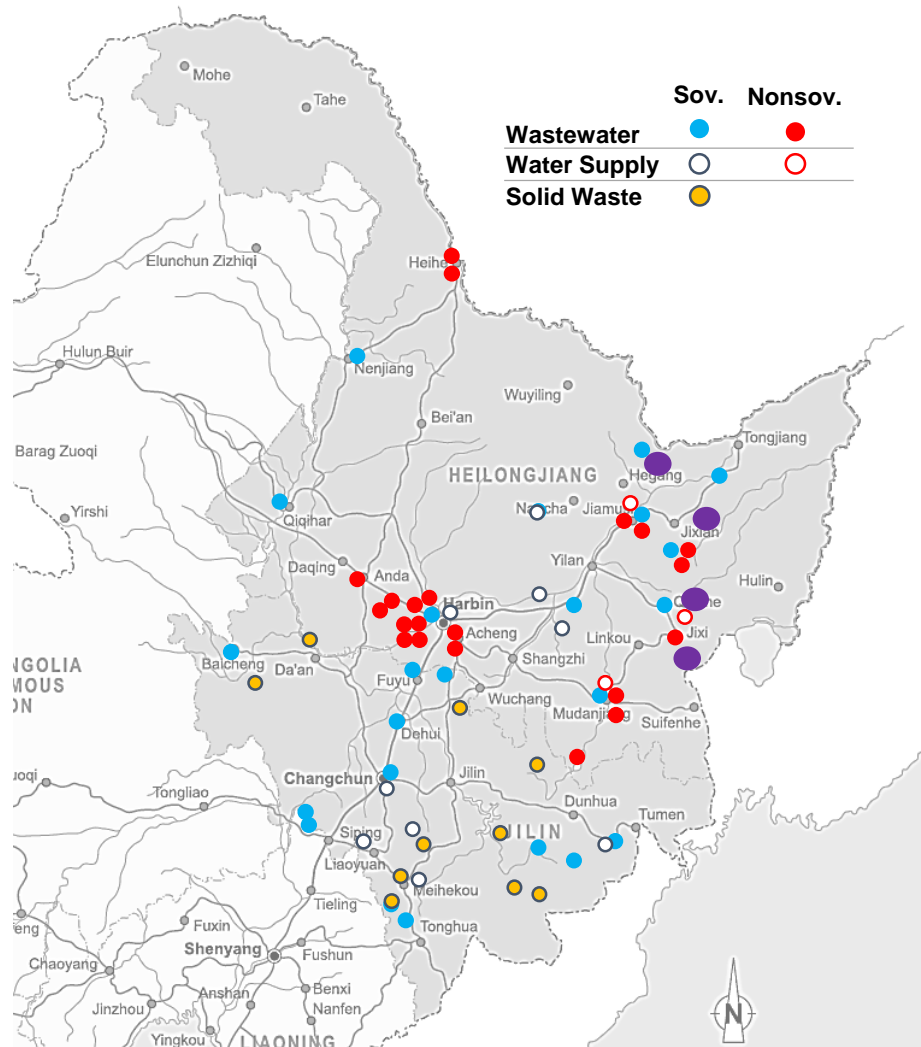 Mohe
Tahe
Sov. Nonsov.
Wastewater
Water Supply
Solid Waste
Elunchun Zizhiqi
Heihe
Hulun Buir
Nenjiang
Wuyiling
Bei'an
Tongjiang
Barag Zuoqi
HEILONGJIANG
Hegang
Yirshi
Qiqihar
Jiamu
Jixian
Daqing
Anda
Yilan
Hulin
Harbin
Acheng
Linkou
Jixi
NGOLIA
MOUS
ON
Baicheng
Da'an
Shangzhi
Fuyu
Wuchang
Mudanjiang
Suifenhe
Dehui
uoqi
Changchun
Jilin
Tongliao
Dunhua
Tumen
Siping
JILIN
Liaoyuan
Meihekou
Tieling
Fuxin
Tonghua
eng
Shenyang
Fushun
Chaoyang
Benxi
Jinzhou
Anshan
Nanfen
N
Yingkou
LIAONING